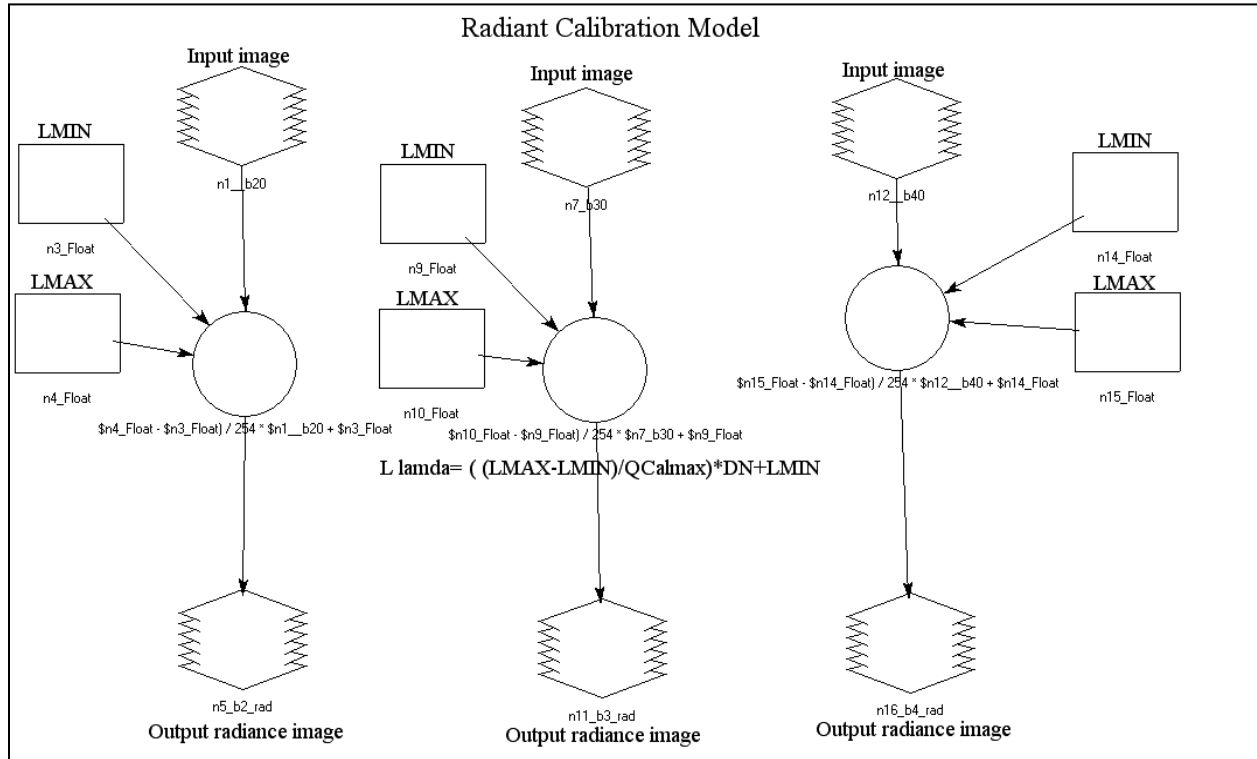 Radiant Calibration Model
Input image
n1__b20
LMIN
n3_Float
LMAX
n4_Float
$n4_Float - $n3_Float) / 254 * $n1__b20 + $n3_Float
n5_b2_rad
Output radiance image
Input image
n7_b30
LMIN
n9_Float
LMAX
n10_Float
$n10_Float - $n9_Float) / 254 * $n7_b30 + $n9_Float
L lamda= ( (LMAX-LMIN)/QCalmax)*DN+LMIN
n11_b3_rad
Output radiance image
Input image
n12__b40
LMIN
n14_Float
LMAX
n15_Float
$n15_Float - $n14_Float) / 254 * $n12__b40 + $n14_Float
n16_b4_rad
Output radiance image